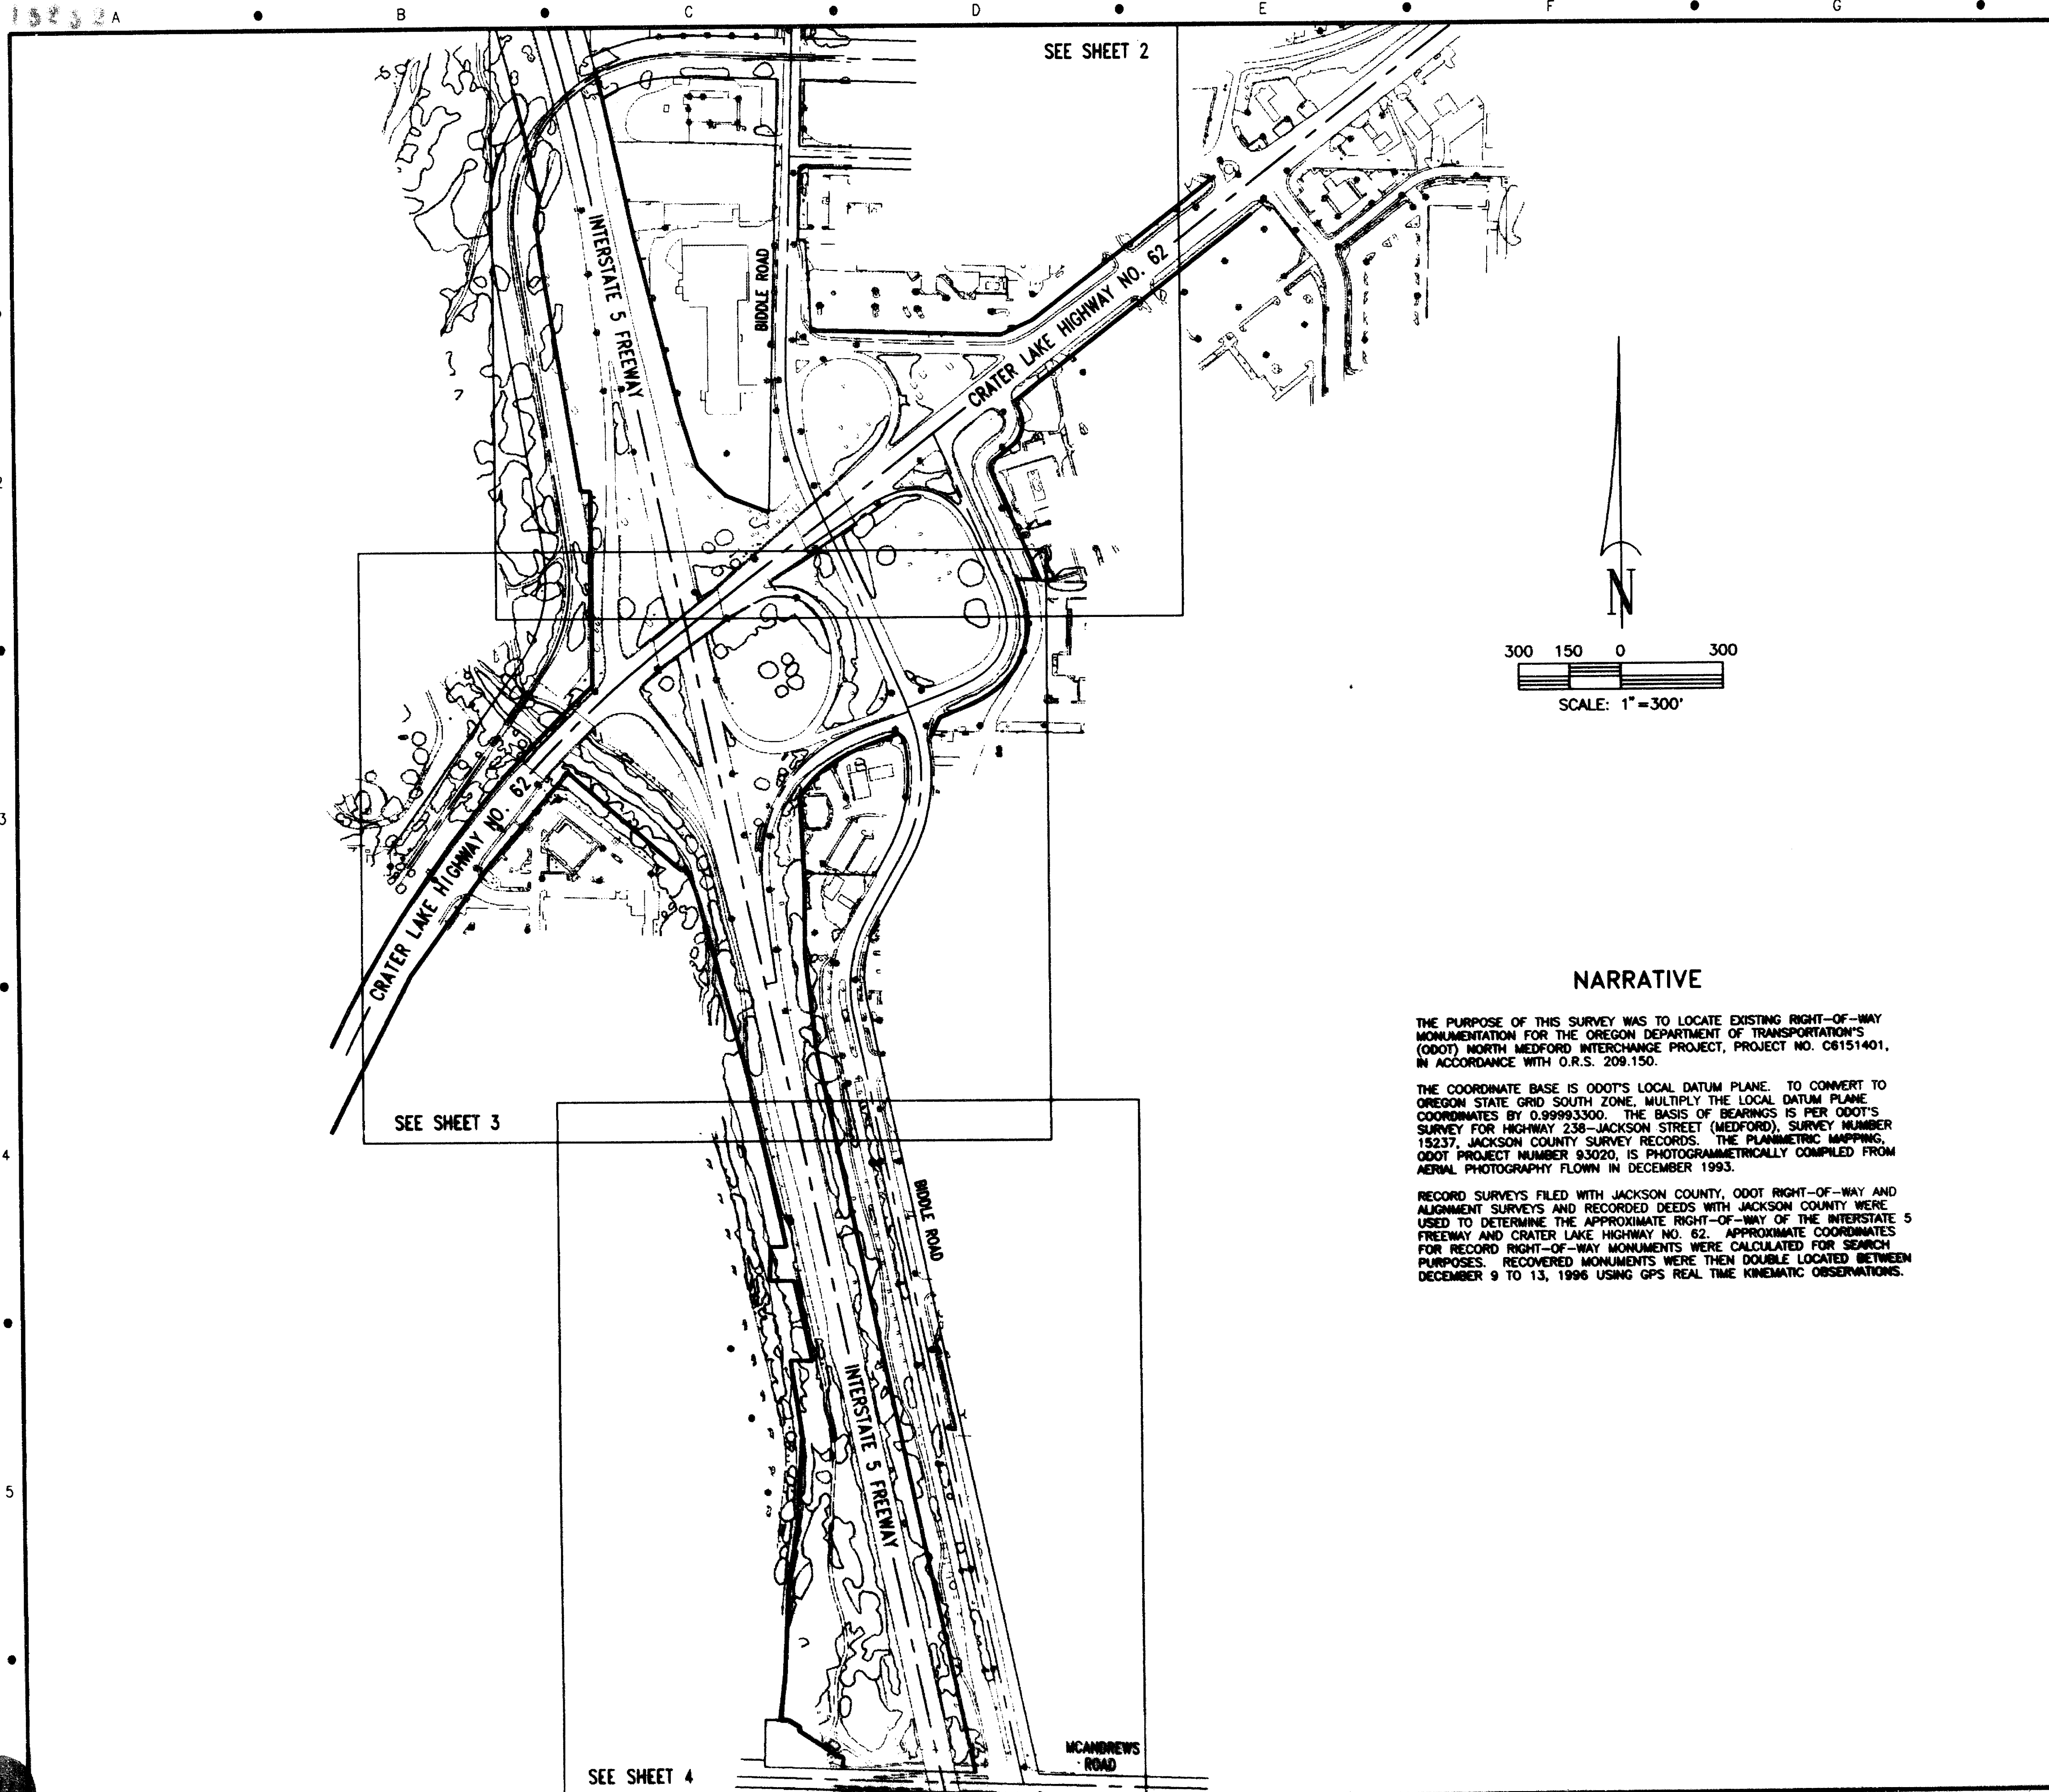 15232
A B C D E F G
SEE SHEET 2
INTERSTATE 5 FREEWAY
BIDDLE ROAD
CRATER LAKE HIGHWAY NO. 62
2
N
300 150 0 300
SCALE: 1"=300'
3
CRATER LAKE HIGHWAY NO. 62
SEE SHEET 3
NARRATIVE
THE PURPOSE OF THIS SURVEY WAS TO LOCATE EXISTING RIGHT-OF-WAY
MONUMENTATION FOR THE OREGON DEPARTMENT OF TRANSPORTATION'S
(ODOT) NORTH MEDFORD INTERCHANGE PROJECT, PROJECT NO. C6151401,
IN ACCORDANCE WITH O.R.S. 209.150.
THE COORDINATE BASE IS ODOT'S LOCAL DATUM PLANE. TO CONVERT TO
OREGON STATE GRID SOUTH ZONE, MULTIPLY THE LOCAL DATUM PLANE
COORDINATES BY 0.99993300. THE BASIS OF BEARINGS IS PER ODOT'S
SURVEY FOR HIGHWAY 238-JACKSON STREET (MEDFORD), SURVEY NUMBER
15237, JACKSON COUNTY SURVEY RECORDS. THE PLANIMETRIC MAPPING,
ODOT PROJECT NUMBER 93020, IS PHOTOGRAMMETRICALLY COMPILED FROM
AERIAL PHOTOGRAPHY FLOWN IN DECEMBER 1993.
RECORD SURVEYS FILED WITH JACKSON COUNTY, ODOT RIGHT-OF-WAY AND
ALIGNMENT SURVEYS AND RECORDED DEEDS WITH JACKSON COUNTY WERE
USED TO DETERMINE THE APPROXIMATE RIGHT-OF-WAY OF THE INTERSTATE 5
FREEWAY AND CRATER LAKE HIGHWAY NO. 62. APPROXIMATE COORDINATES
FOR RECORD RIGHT-OF-WAY MONUMENTS WERE CALCULATED FOR SEARCH
PURPOSES. RECOVERED MONUMENTS WERE THEN DOUBLE LOCATED BETWEEN
DECEMBER 9 TO 13, 1996 USING GPS REAL TIME KINEMATIC OBSERVATIONS.
4
BIDDLE ROAD
INTERSTATE 5 FREEWAY
5
MCANDREWS
ROAD
SEE SHEET 4